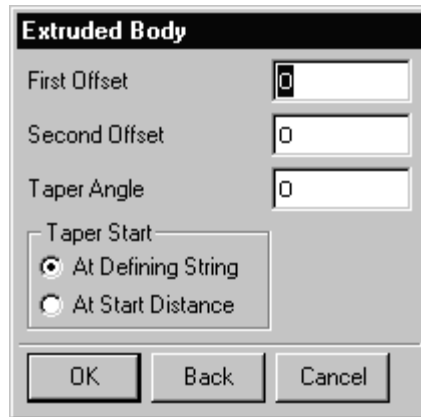 Extruded Body
First Offset 0
Second Offset 0
Taper Angle 0
Taper Start
At Defining String
At Start Distance
OK Back Cancel